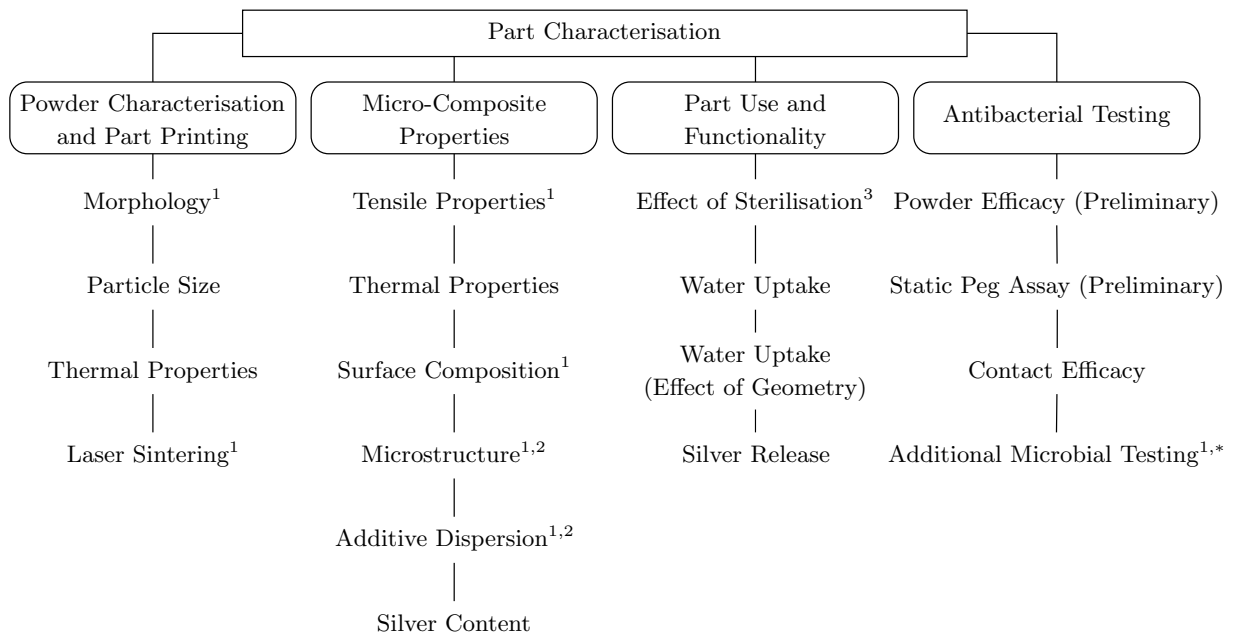 Part Characterisation
Powder Characterisation
and Part Printing
Morphology¹
Particle Size
Thermal Properties
Laser Sintering¹
Micro-Composite
Properties
Tensile Properties¹
Thermal Properties
Surface Composition¹
Microstructure¹,²
Additive Dispersion¹,²
Silver Content
Part Use and
Functionality
Effect of Sterilisation³
Water Uptake
Water Uptake
(Effect of Geometry)
Silver Release
Antibacterial Testing
Powder Efficacy (Preliminary)
Static Peg Assay (Preliminary)
Contact Efficacy
Additional Microbial Testing¹,*